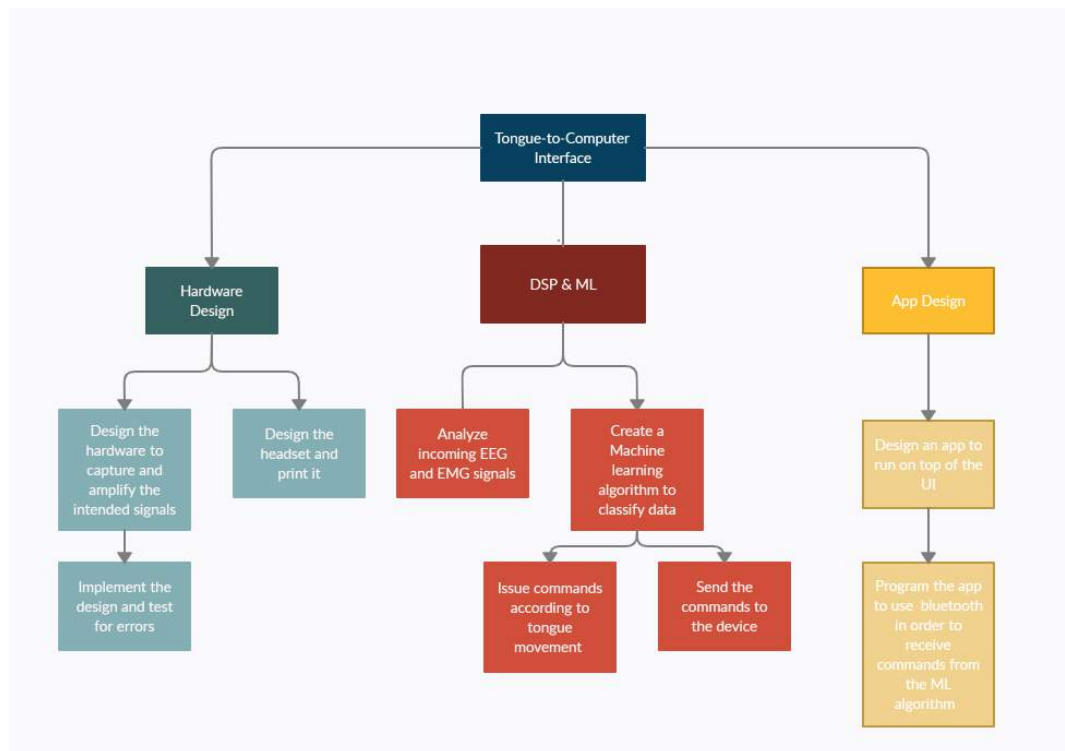 Tongue-to-Computer
Interface
Hardware
Design
DSP & ML
App Design
Design the
hardware to
capture and
amplify the
intended signals
Design the
headset and
print it
Analyze
incoming EEG
and EMG signals
Create a
Machine
learning
algorithm to
classify data
Design an app to
run on top of the
UI
Implement the
design and test
for errors
Issue commands
according to
tongue
movement
Send the
commands to
the device
Program the app
to use bluetooth
in order to
receive
commands from
the ML
algorithm